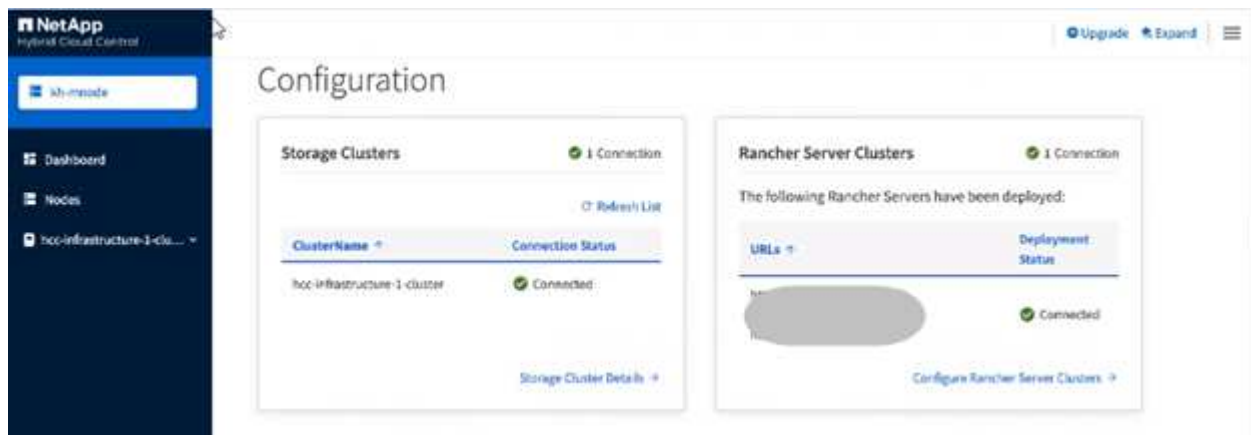 NetApp
Hybrid Cloud Control
Upgrade
Expand
kh-mnode
Configuration
Dashboard
Nodes
hcc-infrastructure-1-clu...
Storage Clusters
1 Connection
Refresh List
ClusterName
Connection Status
hcc-infrastructure-1-cluster
Connected
Storage Cluster Details
Rancher Server Clusters
1 Connection
The following Rancher Servers have been deployed:
URLs
Deployment
Status
Connected
Configure Rancher Server Clusters